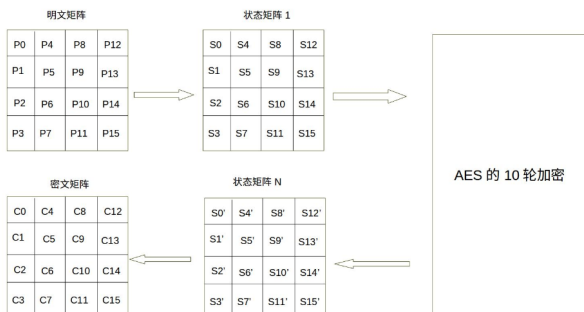 明文矩阵
P0 P4 P8 P12
P1 P5 P9 P13
P2 P6 P10 P14
P3 P7 P11 P15
状态矩阵 1
S0 S4 S8 S12
S1 S5 S9 S13
S2 S6 S10 S14
S3 S7 S11 S15
AES 的 10 轮加密
状态矩阵 N
S0' S4' S8' S12'
S1' S5' S9' S13'
S2' S6' S10' S14'
S3' S7' S11' S15'
密文矩阵
C0 C4 C8 C12
C1 C5 C9 C13
C2 C6 C10 C14
C3 C7 C11 C15